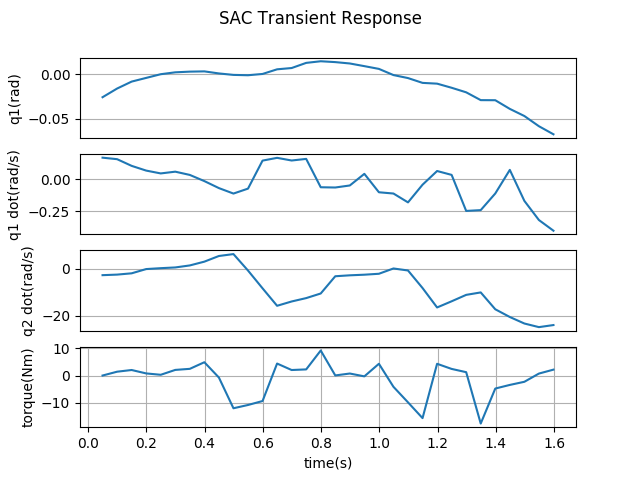 SAC Transient Response
q1(rad)
0.00
−0.05
q1 dot(rad/s)
0.00
−0.25
q2 dot(rad/s)
0
−20
torque(Nm)
10
0
−10
0.0 0.2 0.4 0.6 0.8 1.0 1.2 1.4 1.6
time(s)